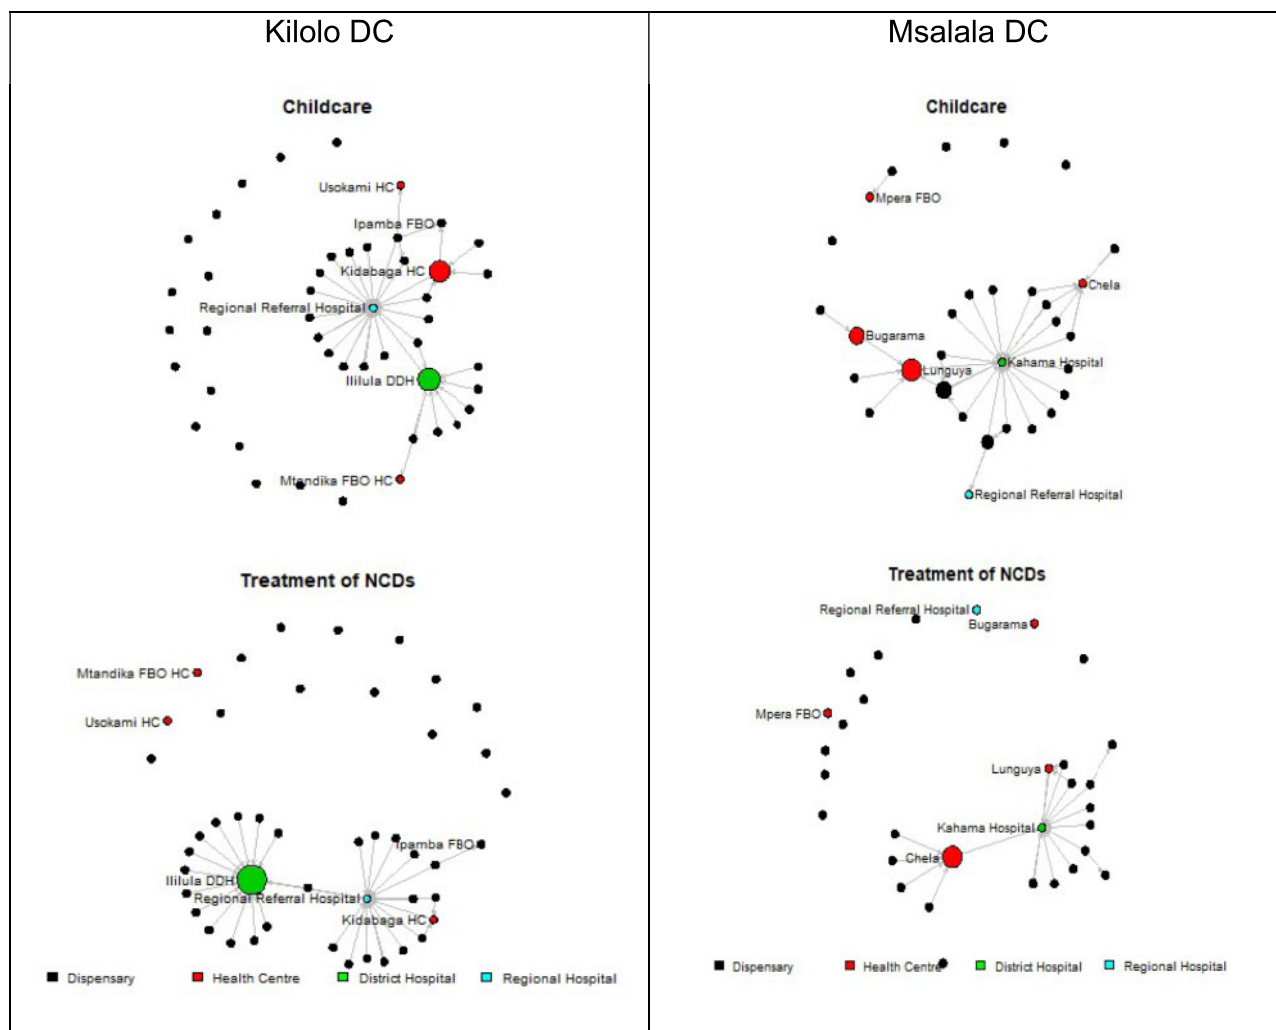 Kilolo DC
Msalala DC
Childcare
Usokami HC
Ipamba FBO
Kidabaga HC
Regional Referral Hospital
Ililula DDH
Mtandika FBO HC
Childcare
Mpera FBO
Chela
Bugarama
Lunguya
Kahama Hospital
Regional Referral Hospital
Treatment of NCDs
Mtandika FBO HC
Usokami HC
Ipamba FBO
Ililula DDH
Regional Referral Hospital
Kidabaga HC
Dispensary
Health Centre
District Hospital
Regional Hospital
Treatment of NCDs
Regional Referral Hospital
Bugarama
Mpera FBO
Lunguya
Kahama Hospital
Chela
Dispensary
Health Centre
District Hospital
Regional Hospital